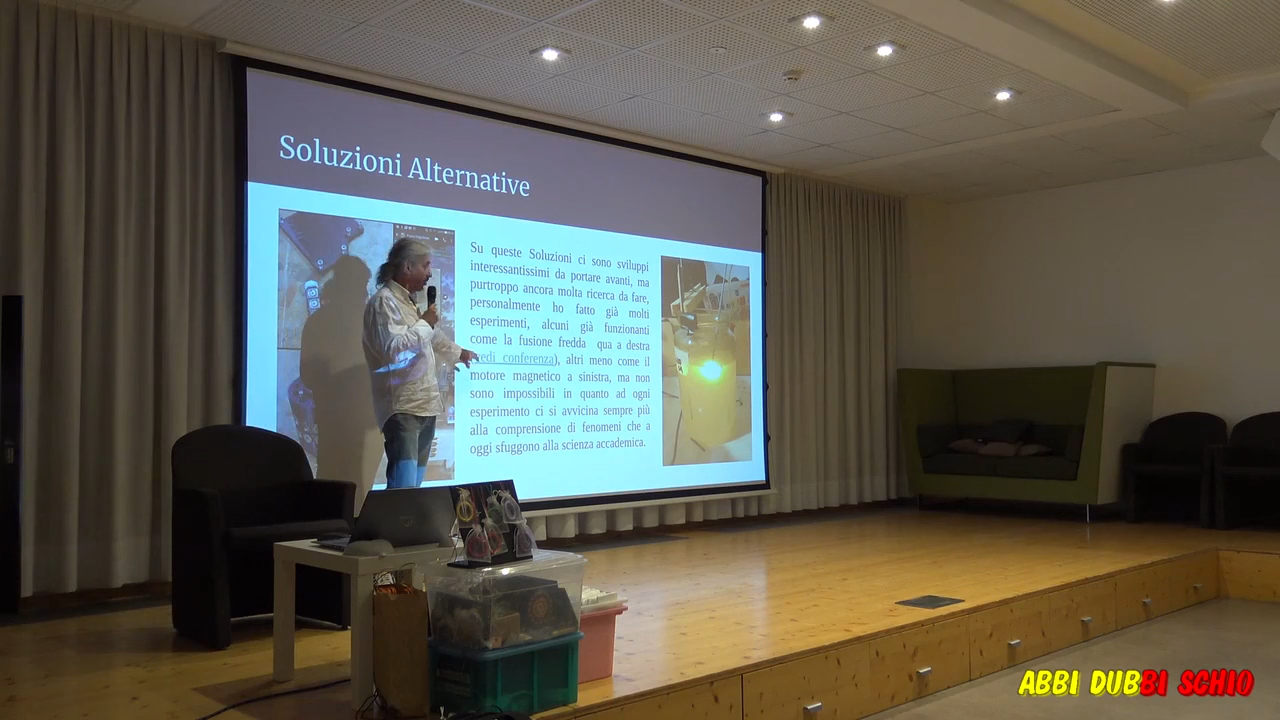 Soluzioni Alternative
Su queste Soluzioni ci sono sviluppi
interessantissimi da portare avanti, ma
purtroppo ancora molta ricerca da fare,
personalmente ho fatto già molti
esperimenti, alcuni già funzionanti
come la fusione fredda qua a destra
vedi conferenza), altri meno come il
motore magnetico a sinistra, ma non
sono impossibili in quanto ad ogni
esperimento ci si avvicina sempre più
alla comprensione di fenomeni che a
oggi sfuggono alla scienza accademica.
ABBI DUBBI SCHIO